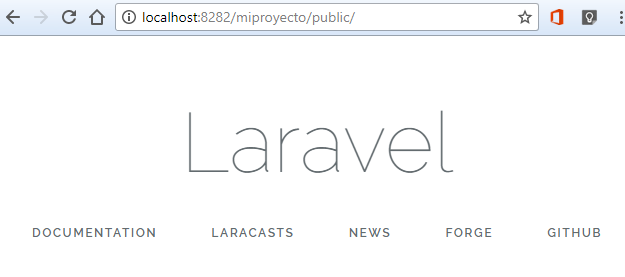 localhost:8282/miproyecto/public/
Laravel
DOCUMENTATION LARACASTS NEWS FORGE GITHUB